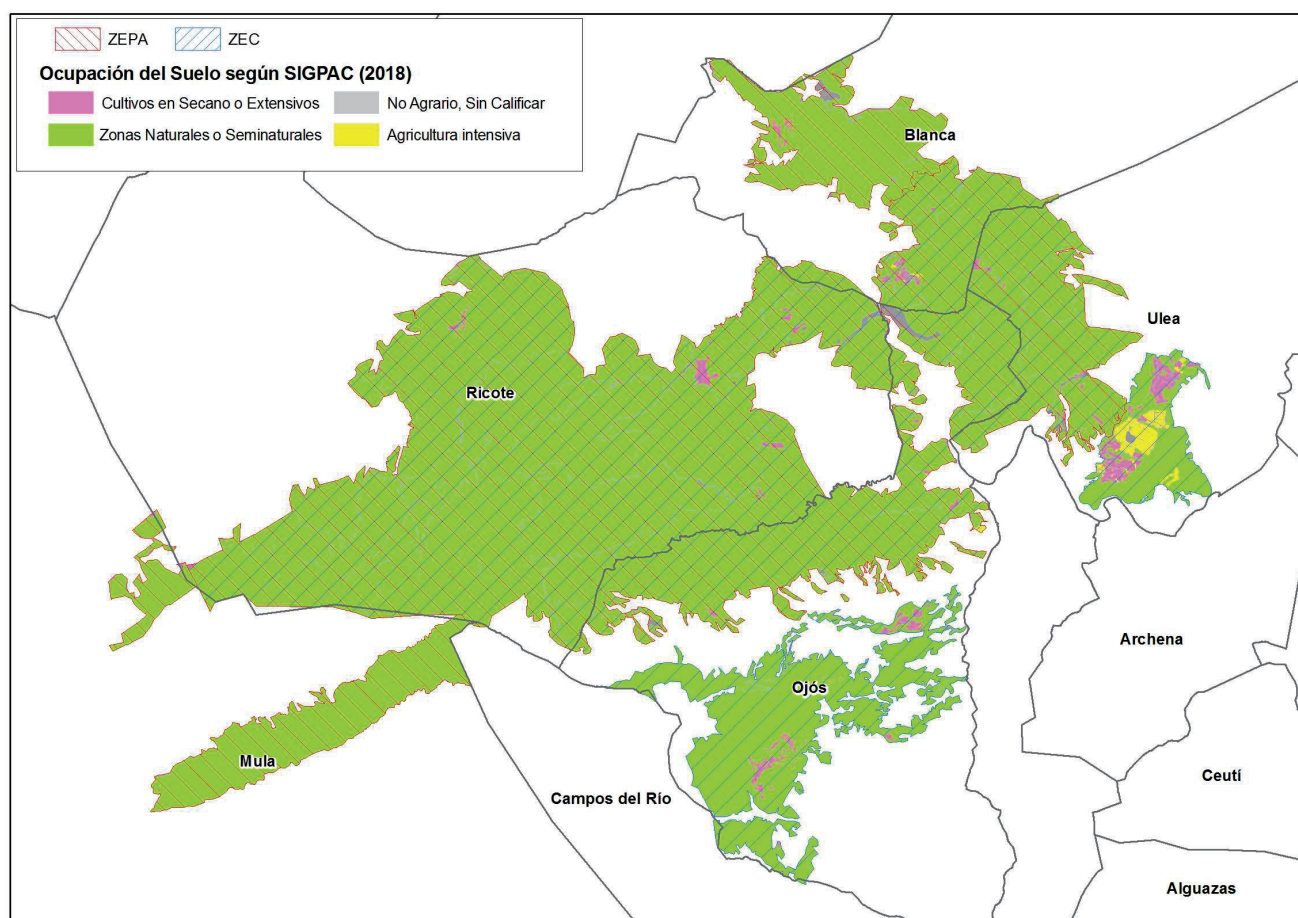 ZEPA ZEC
Ocupación del Suelo según SIGPAC (2018)
Cultivos en Secano o Extensivos No Agrario, Sin Calificar
Zonas Naturales o Seminaturales Agricultura intensiva
Blanca
Ulea
Ricote
Archena
Ojós
Mula
Ceutí
Campos del Río
Alguazas